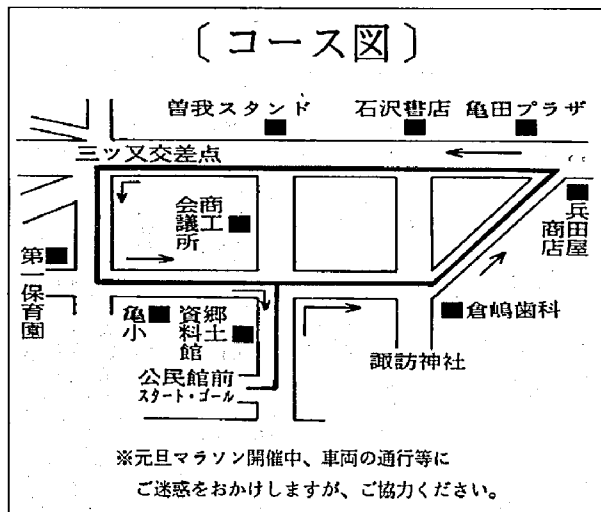 〔コース図〕
曽我スタンド
石沢書店
亀田プラザ
三ッ又交差点
商工
会議所
兵田屋
商店
第一保育園
亀小
郷土
資料館
倉嶋歯科
諏訪神社
公民館前
スタート・ゴール
※元旦マラソン開催中、車両の通行等に
ご迷惑をおかけしますが、ご協力ください。